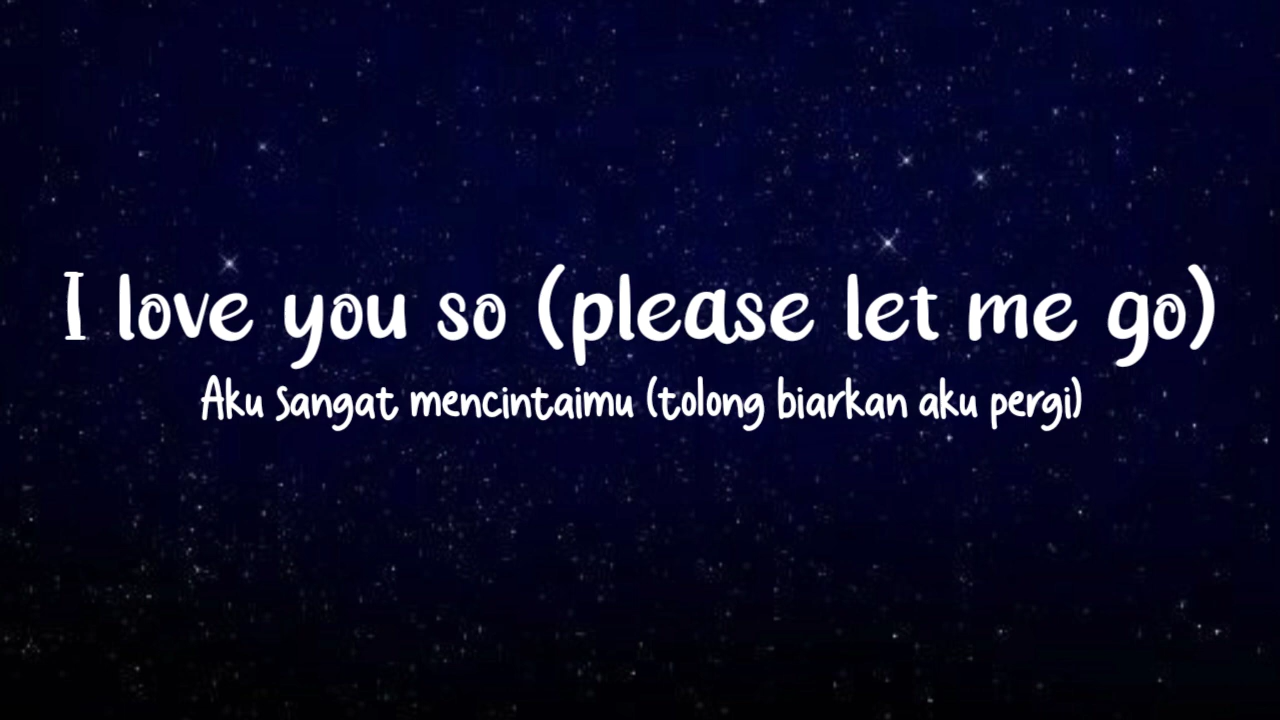 I love you so (please let me go)
Aku sangat mencintaimu (tolong biarkan aku pergi)